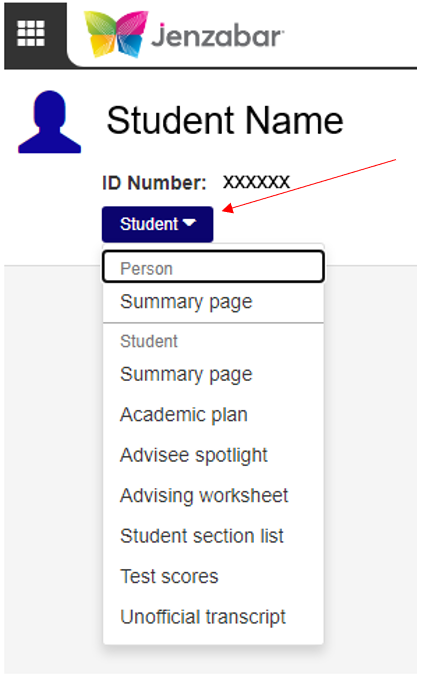 jenzabar
Student Name
ID Number: XXXXXX
Student
Person
Summary page
Student
Summary page
Academic plan
Advisee spotlight
Advising worksheet
Student section list
Test scores
Unofficial transcript